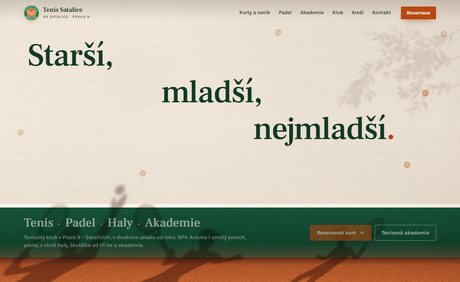 Tenis Satalice
SK SATALICE · PRAHA 9
Kurty a ceník Padel Akademie Klub Areál Kontakt Rezervace
Starší,
mladší,
nejmladší.
Tenis · Padel · Haly · Akademie
Tenisový klub v Praze 9 – Satalicích, v dnešním areálu od roku 1974. Antuka i umělý povrch,
padel, v zimě haly, školička od tří let a akademie.
Rezervovat kurt → Tenisová akademie